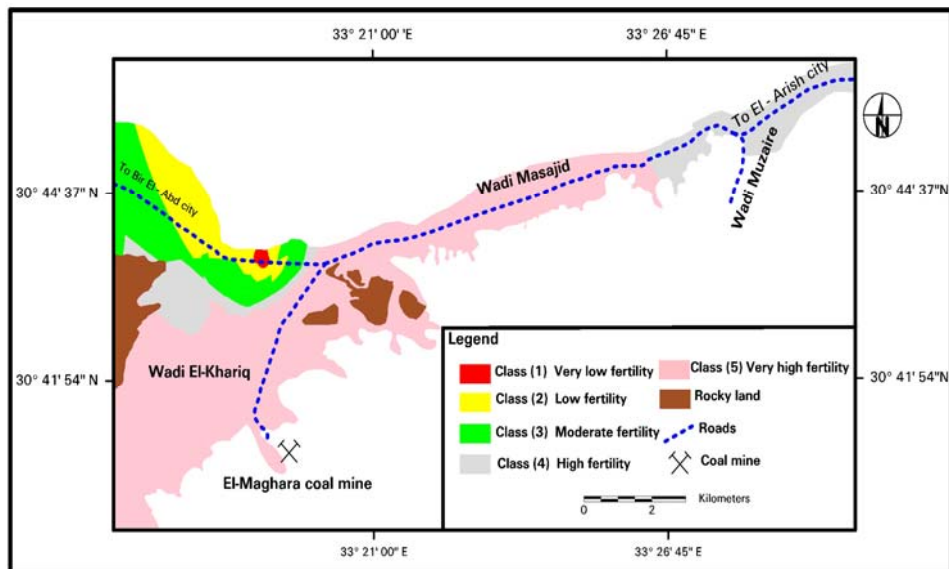 33° 21' 00" E
33° 26' 45" E
To El - Arish city
N
Wadi Masajid
Wadi Muzaire
To Bir El-Abd city
30° 44' 37" N
30° 44' 37" N
Legend
Class (1) Very low fertility
Class (5) Very high fertility
Class (2) Low fertility
Rocky land
Class (3) Moderate fertility
Roads
Class (4) High fertility
Coal mine
Kilometers
0 2
Wadi El-Khariq
30° 41' 54" N
30° 41' 54" N
El-Maghara coal mine
33° 21' 00" E
33° 26' 45" E